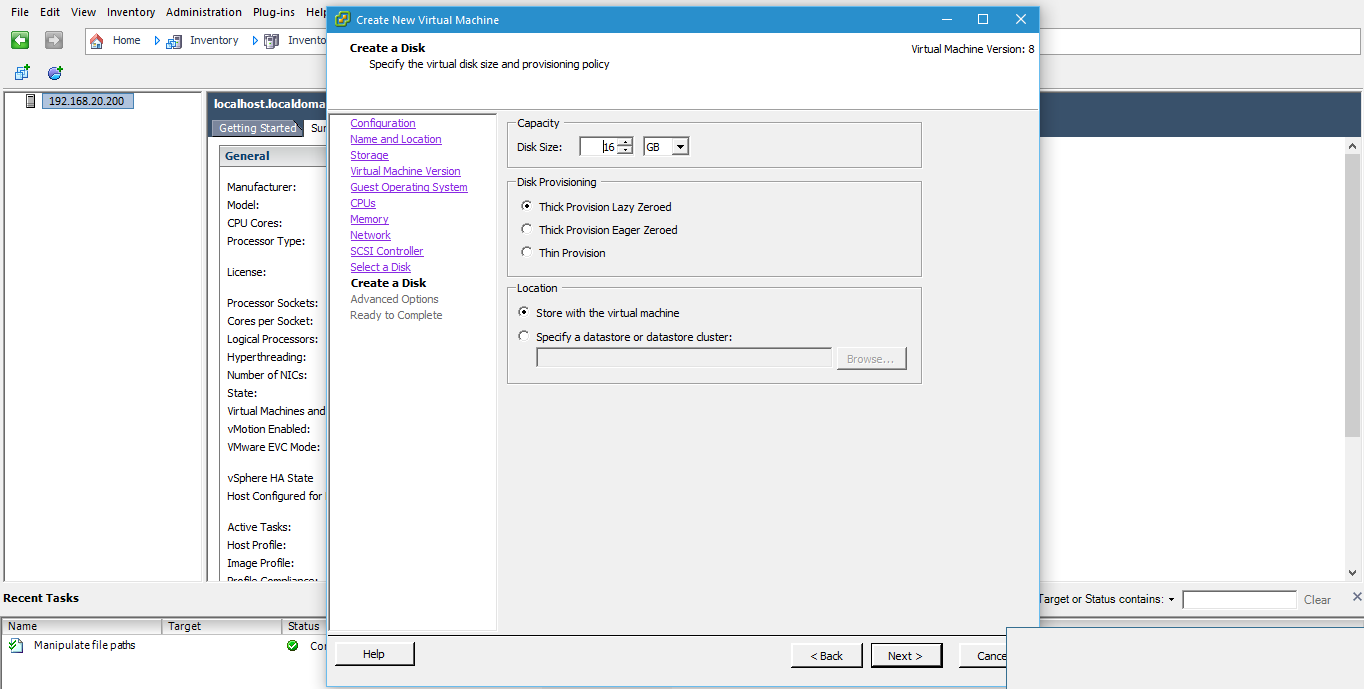 File Edit View Inventory Administration Plug-ins Help
Create New Virtual Machine
Home Inventory
Create a Disk
Specify the virtual disk size and provisioning policy
Virtual Machine Version: 8
192.168.20.200
Getting Started
General
Manufacturer:
Model:
CPU Cores:
Processor Type:
License:
Processor Sockets:
Cores per Socket:
Logical Processors:
Hyperthreading:
Number of NICs:
State:
Virtual Machines and
vMotion Enabled:
VMware EVC Mode:
vSphere HA State
Host Configured for
Active Tasks:
Host Profile:
Image Profile:
Profile Compliance:
Configuration
Name and Location
Storage
Virtual Machine Version
Guest Operating System
CPUs
Memory
Network
SCSI Controller
Select a Disk
Create a Disk
Advanced Options
Ready to Complete
Capacity
Disk Size: 16 GB
Disk Provisioning
Thick Provision Lazy Zeroed
Thick Provision Eager Zeroed
Thin Provision
Location
Store with the virtual machine
Specify a datastore or datastore cluster:
Browse...
Help
< Back Next >
Recent Tasks
Target or Status contains: Clear
Name Target Status
Manipulate file paths